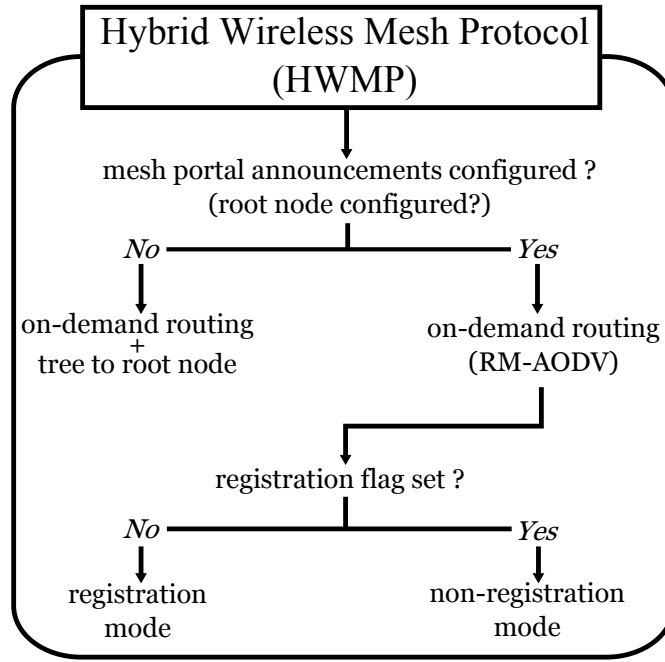 Hybrid Wireless Mesh Protocol
(HWMP)
mesh portal announcements configured ?
(root node configured?)
No
Yes
on-demand routing
+
tree to root node
on-demand routing
(RM-AODV)
registration flag set ?
No
Yes
registration
mode
non-registration
mode